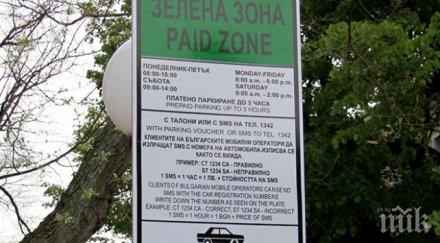 ЗЕЛЕНА ЗОНА
PAID ZONE
ПОНЕДЕЛНИК-ПЕТЪК MONDAY-FRIDAY
08:00-18:00 8:00 a.m. - 6:00 p.m.
СЪБОТА SATURDAY
09:00-14:00 9:00 a.m. - 2:00 p.m.
ПЛАТЕНО ПАРКИРАНЕ ДО 3 ЧАСА
PREPAID PARKING UP TO 3 HOURS
С ТАЛОНИ ИЛИ С SMS НА ТЕЛ. 1342
WITH PARKING VOUCHER OR SMS TO TEL. 1342
КЛИЕНТИТЕ НА БЪЛГАРСКИТЕ МОБИЛНИ ОПЕРАТОРИ ДА
ИЗПРАЩАТ SMS С НОМЕРА НА АВТОМОБИЛА, ИЗПИСВА СЕ
КАКТО СЕ ВИЖДА.
ПРИМЕР: CT 1234 CA - ПРАВИЛНО
ST 1234 SA - НЕПРАВИЛНО
1 SMS = 1 ЧАС = 1 ЛВ. + СТОЙНОСТТА НА SMS
CLIENTS OF BULGARIAN MOBILE OPERATORS CAN SEND
SMS WITH THE CAR REGISTRATION NUMBERE
WRITE DOWN THE NUMBER AS SEEN ON THE PLATE
EXAMPLE: CT 1234 CA - CORRECT, ST 1234 SA - INCORRECT
1 SMS = 1 HOUR = 1 BGN + PRICE OF SMS